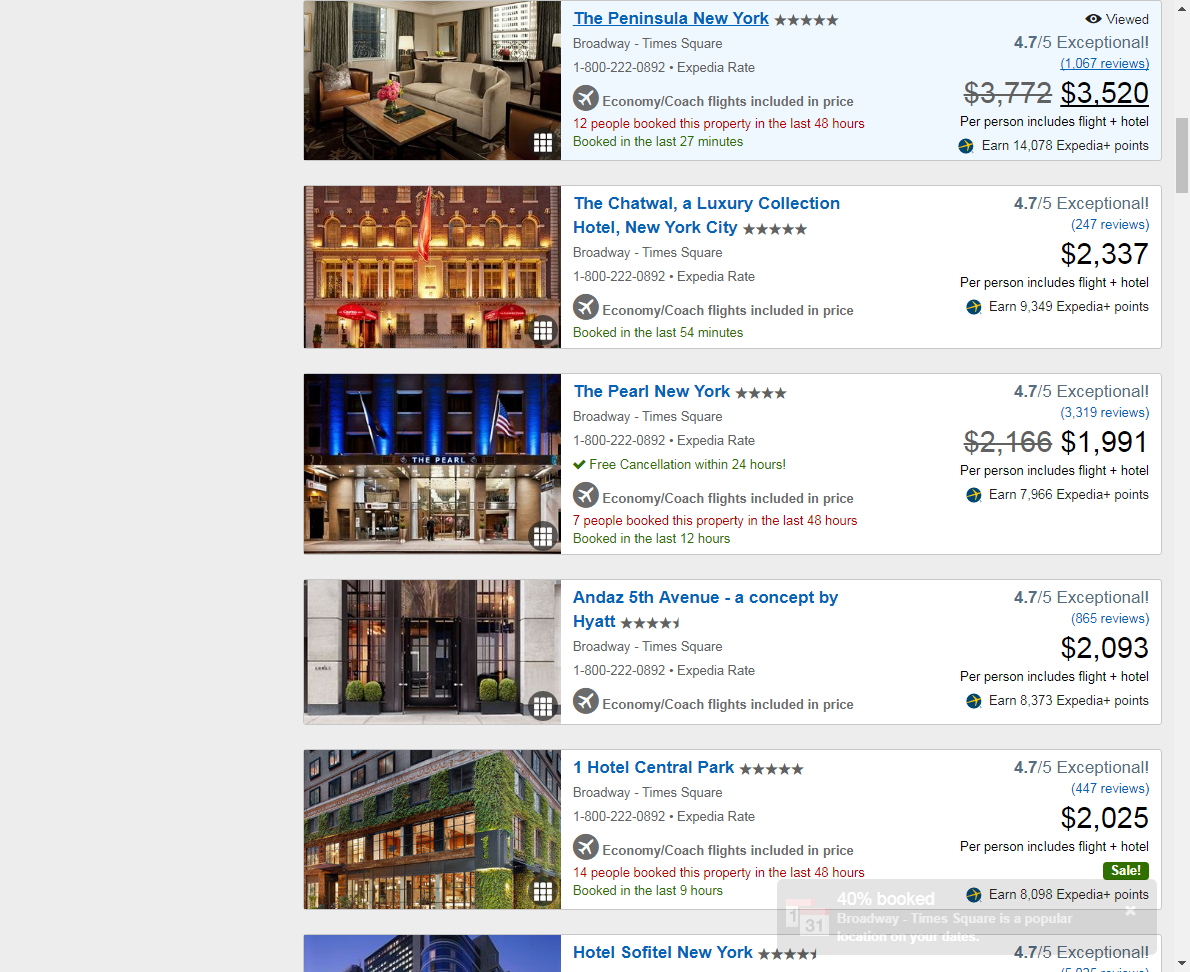 The Peninsula New York
Viewed
Broadway - Times Square
4.7/5 Exceptional!
1-800-222-0892 • Expedia Rate
(1,067 reviews)
$3,772 $3,520
Economy/Coach flights included in price
Per person includes flight + hotel
12 people booked this property in the last 48 hours
Booked in the last 27 minutes
Earn 14,078 Expedia+ points
The Chatwal, a Luxury Collection
Hotel, New York City
4.7/5 Exceptional!
(247 reviews)
Broadway - Times Square
$2,337
1-800-222-0892 • Expedia Rate
Per person includes flight + hotel
Economy/Coach flights included in price
Earn 9,349 Expedia+ points
Booked in the last 54 minutes
THE PEARL
The Pearl New York
4.7/5 Exceptional!
Broadway - Times Square
(3,319 reviews)
1-800-222-0892 • Expedia Rate
$2,166 $1,991
Free Cancellation within 24 hours!
Per person includes flight + hotel
Economy/Coach flights included in price
Earn 7,966 Expedia+ points
7 people booked this property in the last 48 hours
Booked in the last 12 hours
Andaz 5th Avenue - a concept by
Hyatt
4.7/5 Exceptional!
(865 reviews)
Broadway - Times Square
$2,093
1-800-222-0892 • Expedia Rate
Per person includes flight + hotel
Economy/Coach flights included in price
Earn 8,373 Expedia+ points
1 Hotel Central Park
4.7/5 Exceptional!
Broadway - Times Square
(447 reviews)
1-800-222-0892 • Expedia Rate
$2,025
Economy/Coach flights included in price
Per person includes flight + hotel
14 people booked this property in the last 48 hours
Sale!
Booked in the last 9 hours
Earn 8,098 Expedia+ points
1 31
40% booked
Broadway - Times Square is a popular
location on your dates.
Hotel Sofitel New York
4.7/5 Exceptional!